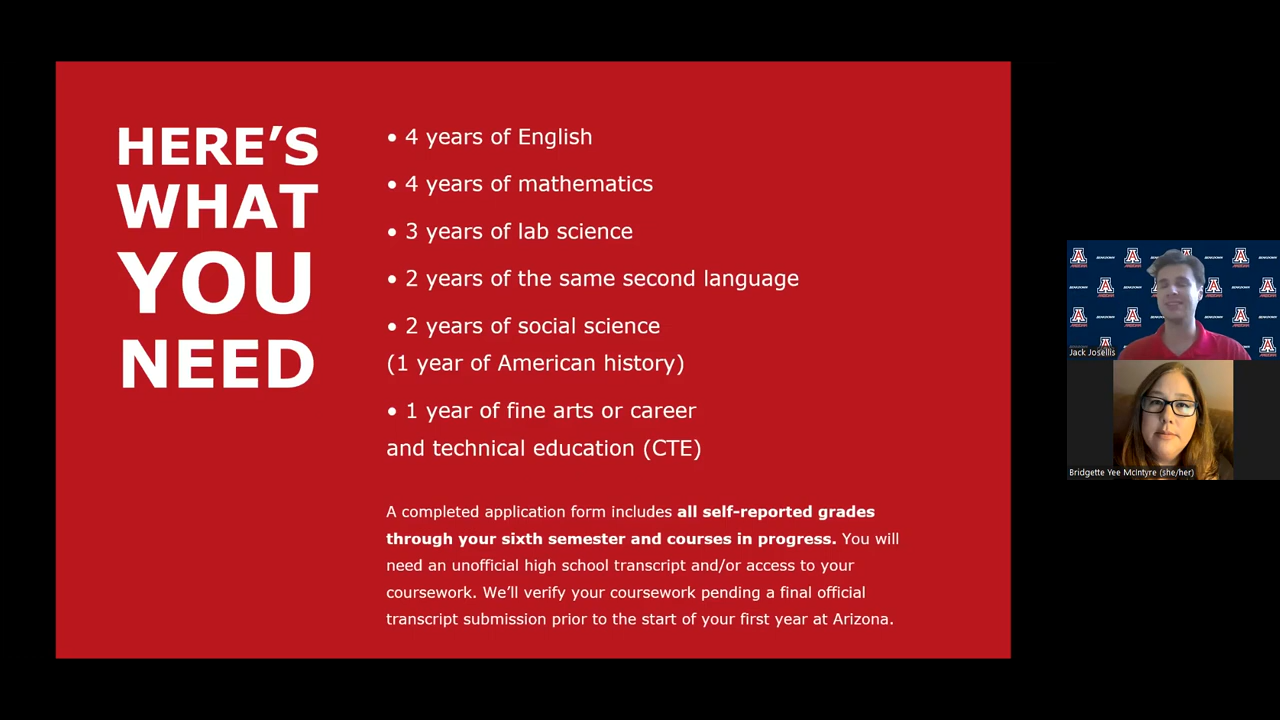 HERE'S
WHAT
YOU
NEED
• 4 years of English
• 4 years of mathematics
• 3 years of lab science
• 2 years of the same second language
• 2 years of social science
(1 year of American history)
• 1 year of fine arts or career
and technical education (CTE)
A completed application form includes all self-reported grades
through your sixth semester and courses in progress. You will
need an unofficial high school transcript and/or access to your
coursework. We'll verify your coursework pending a final official
transcript submission prior to the start of your first year at Arizona.
Jack Josellis
Bridgette Yee McIntyre (she/her)